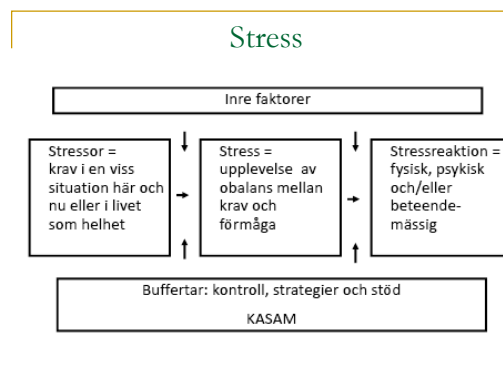 Stress
Inre faktorer
Stressor =
krav i en viss
situation här och
nu eller i livet
som helhet
Stress =
upplevelse av
obalans mellan
krav och
förmåga
Stressreaktion =
fysisk, psykisk
och/eller
beteende-
mässig
Buffertar: kontroll, strategier och stöd
KASAM